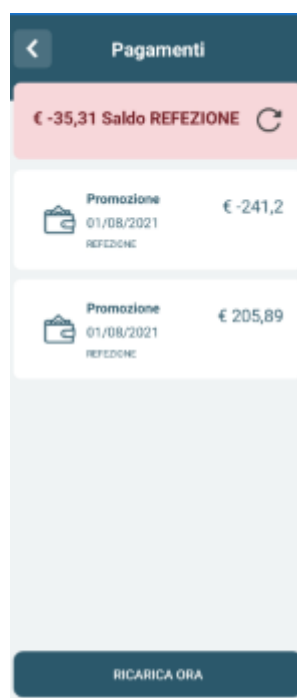 Pagamenti
€ -35,31 Saldo REFEZIONE
Promozione
€ -241,2
01/08/2021
REFEZIONE
Promozione
€ 205,89
01/08/2021
REFEZIONE
RICARICA ORA